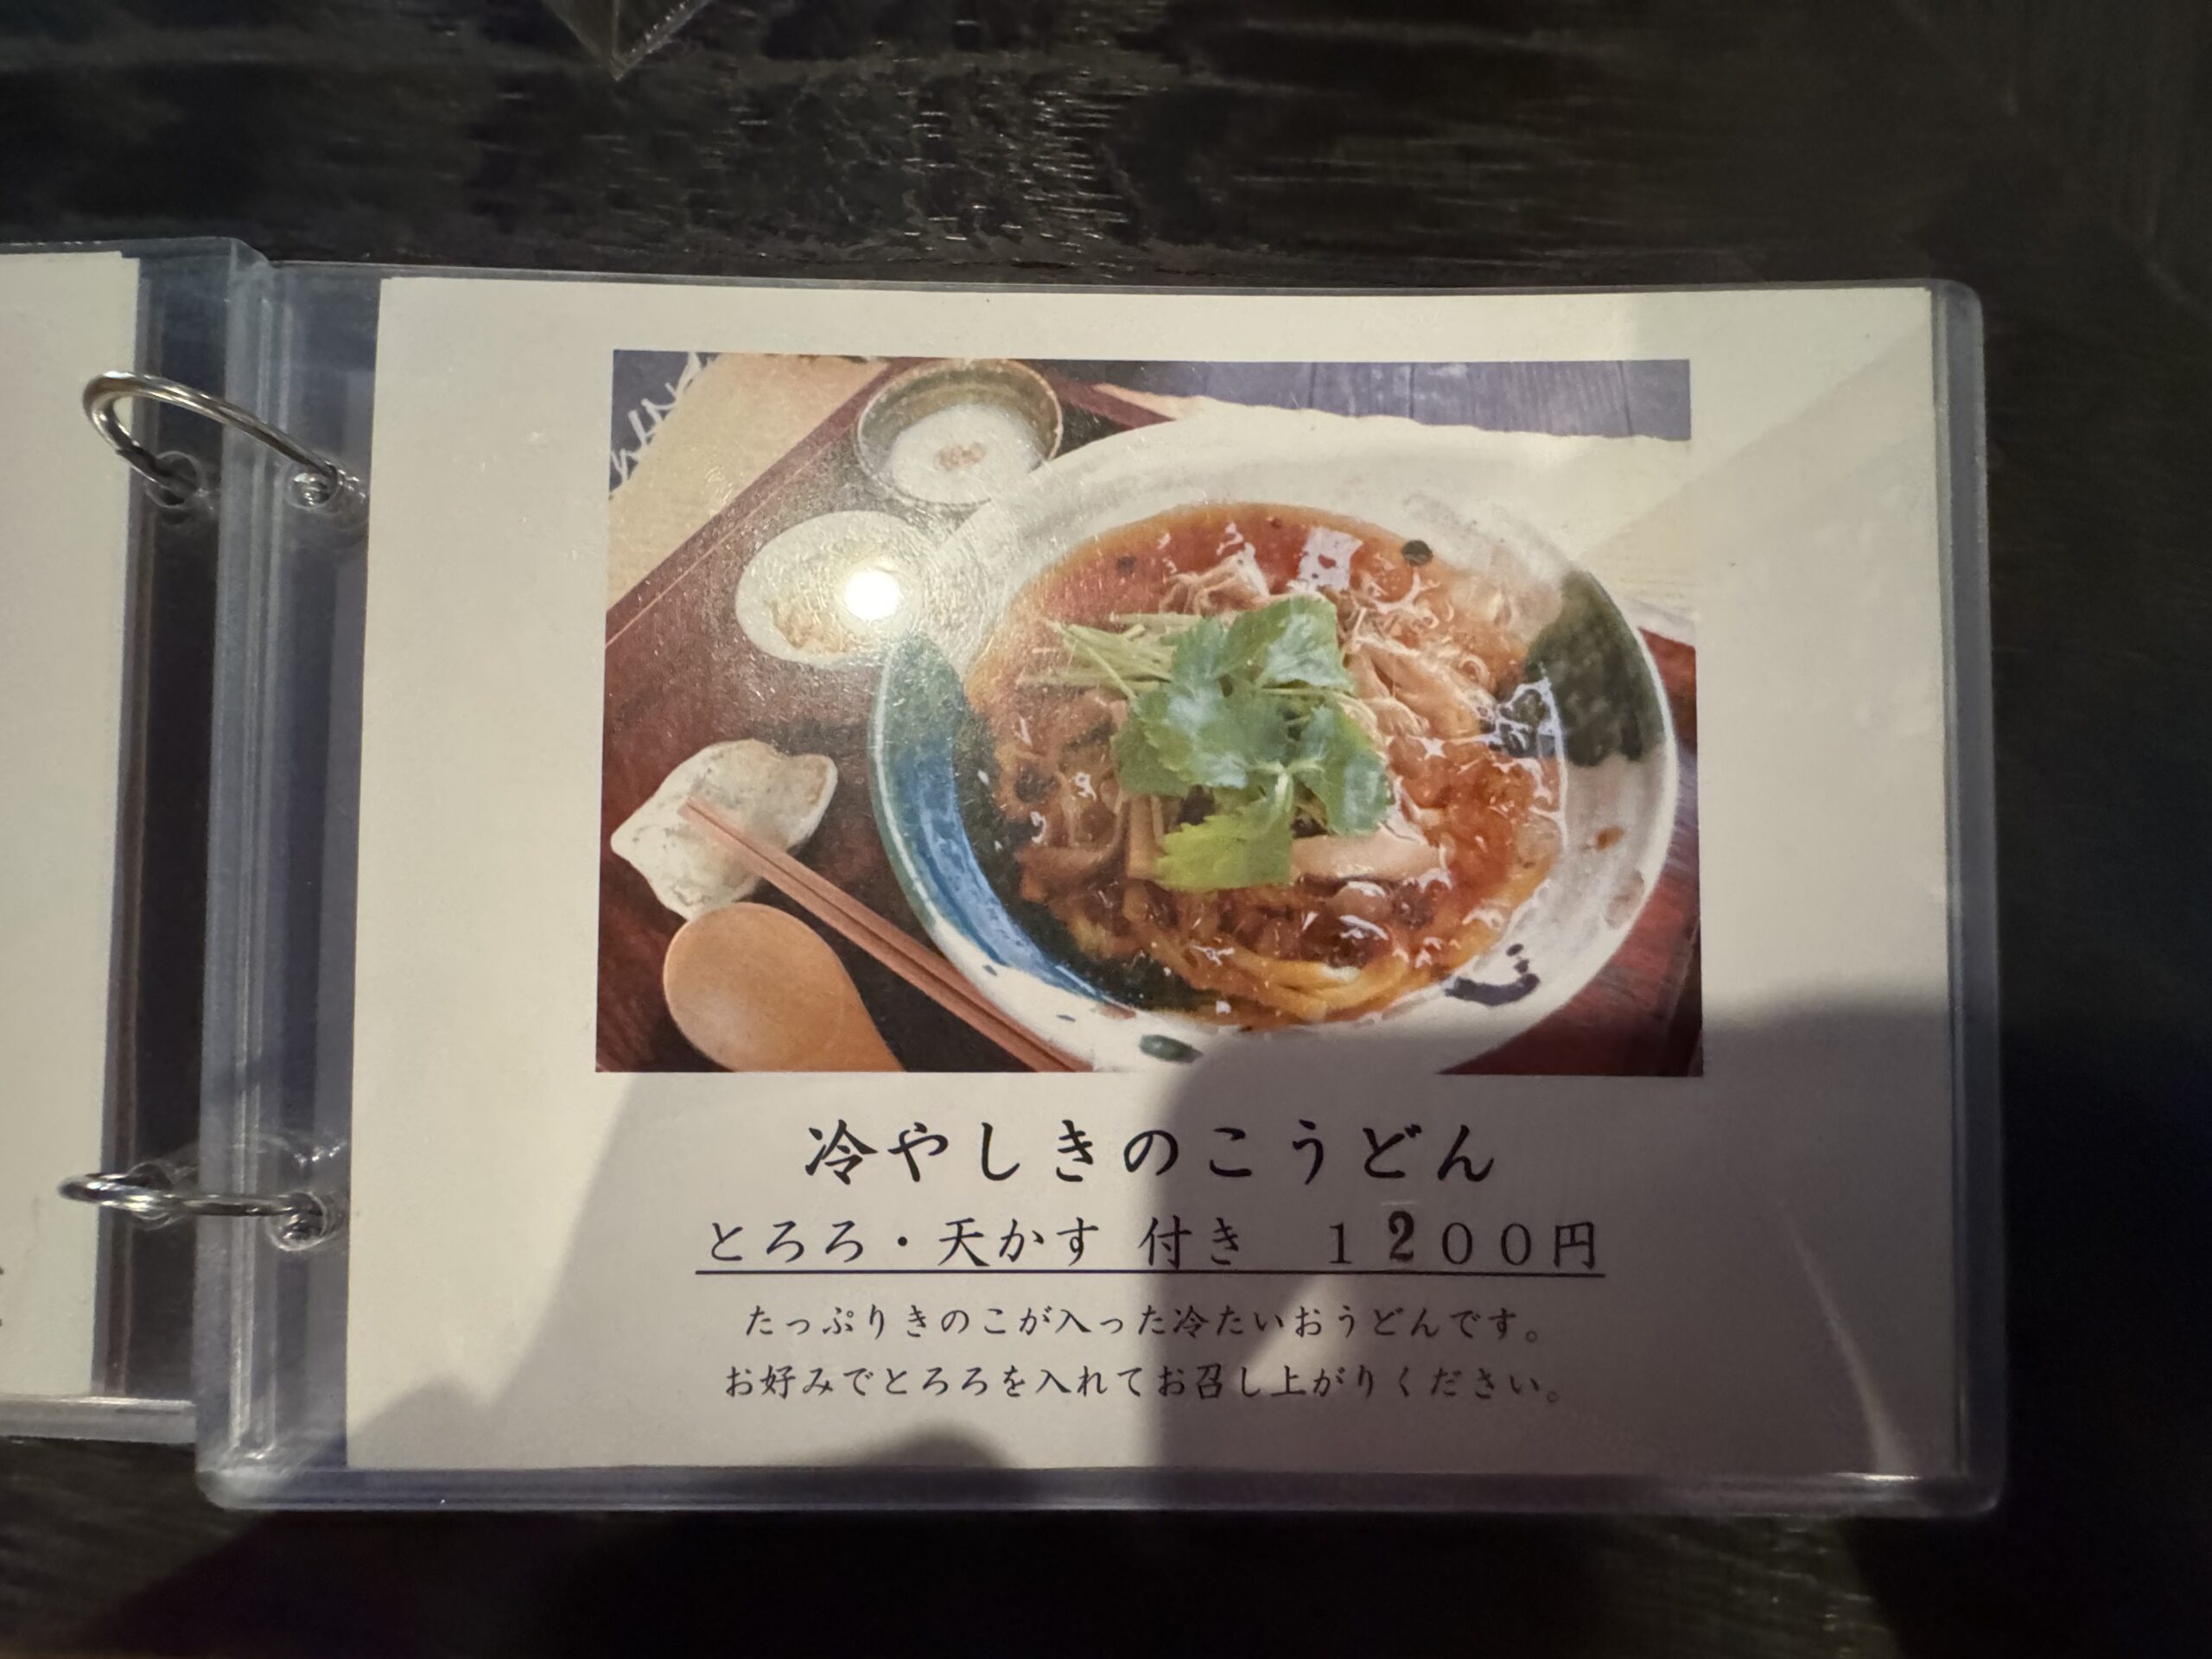 冷やしきのこうどん
とろろ・天かす 付き　１２００円
たっぷりきのこが入った冷たいおうどんです。
お好みでとろろを入れてお召し上がりください。